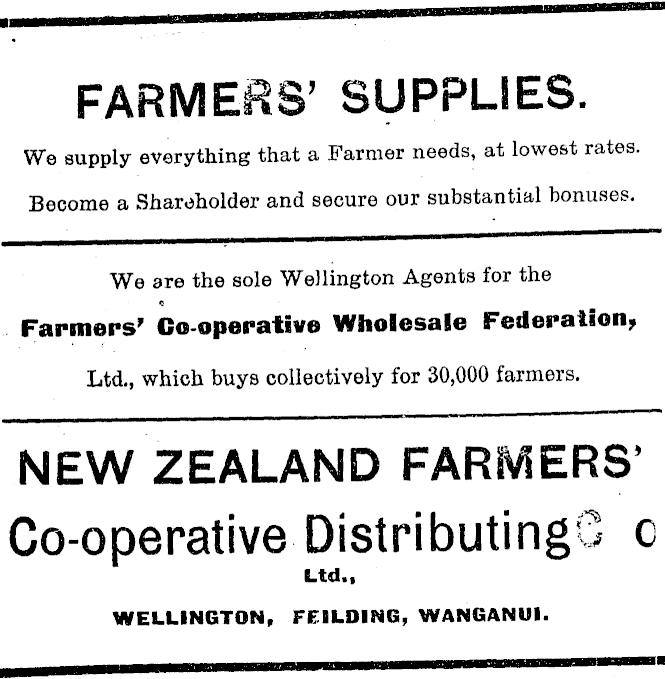 FARMERS' SUPPLIES.
We supply everything that a Farmer needs, at lowest rates.
Become a Shareholder and secure our substantial bonuses.
We are the sole Wellington Agents for the
Farmers' Co-operative Wholesale Federation,
Ltd., which buys collectively for 30,000 farmers.
NEW ZEALAND FARMERS'
Co-operative Distributing C o
Ltd.,
WELLINGTON, FEILDING, WANGANUI.